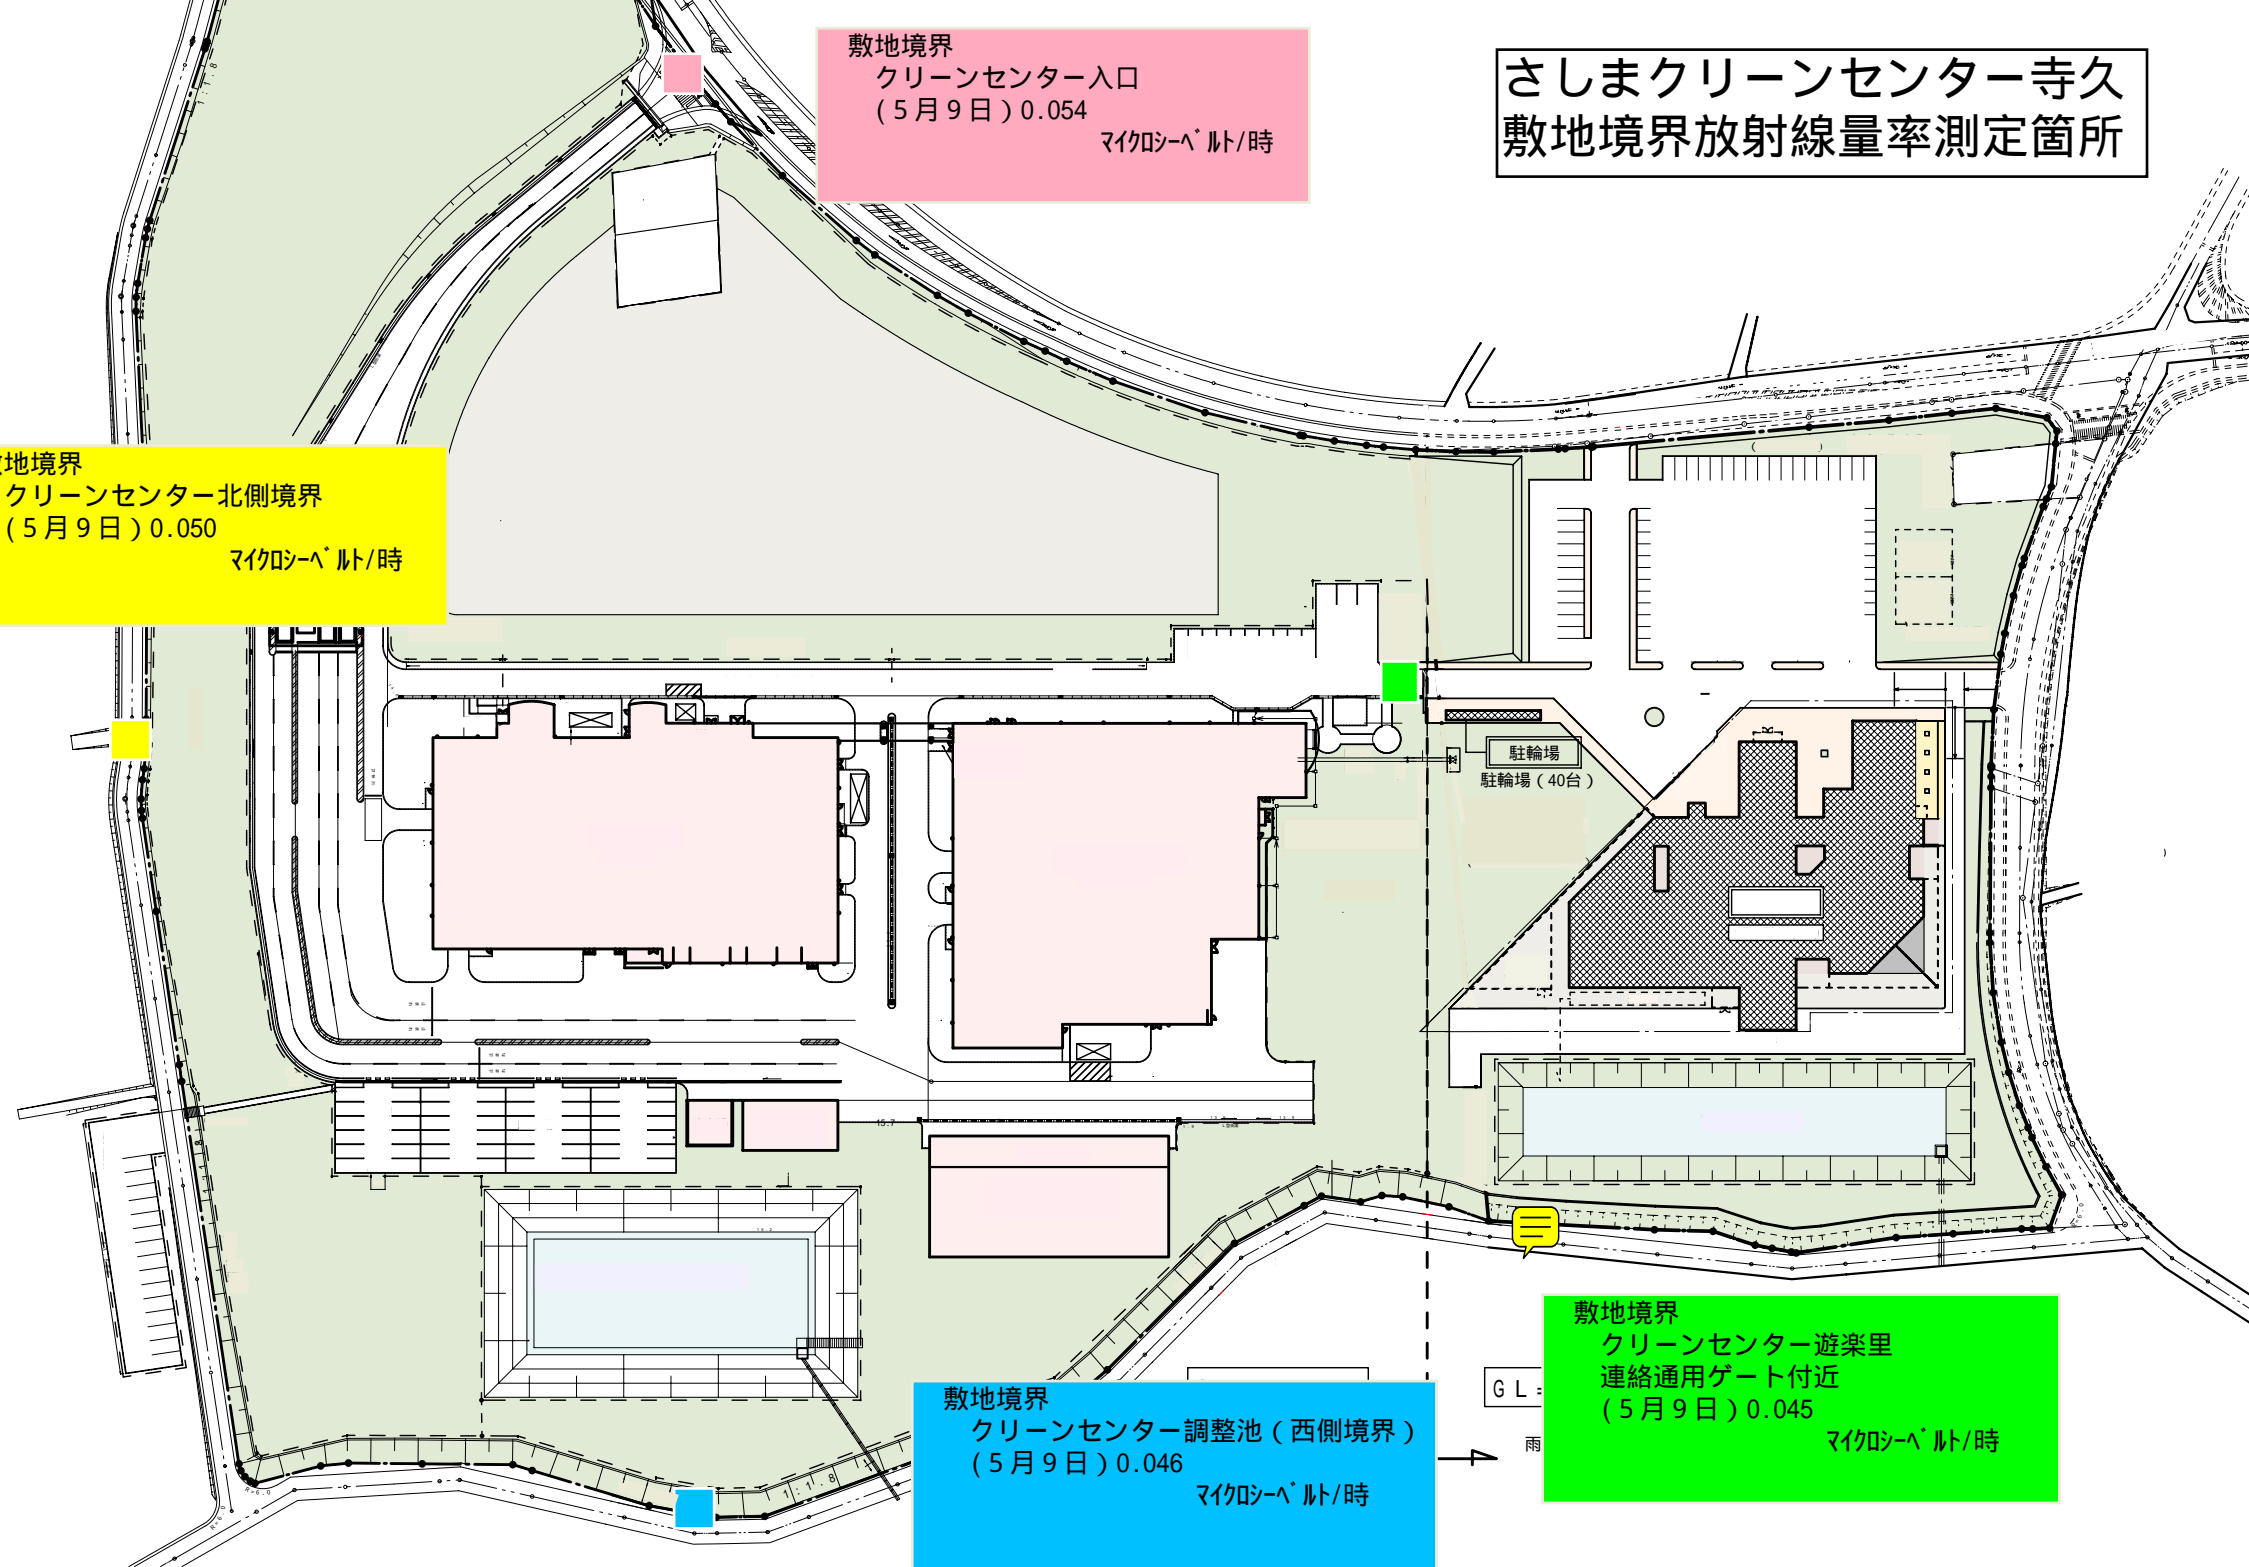 敷地境界
クリーンセンター入口
(５月９日)0.054
マイクロシーベルト/時
さしまクリーンセンター寺久
敷地境界放射線量率測定箇所
地境界
クリーンセンター北側境界
(５月９日)0.050
マイクロシーベルト/時
駐輪場
駐輪場（40台）
15.7
敷地境界
クリーンセンター遊楽里
連絡通用ゲート付近
(５月９日)0.045
マイクロシーベルト/時
ＧＬ=
雨
敷地境界
クリーンセンター調整池（西側境界）
(５月９日)0.046
マイクロシーベルト/時
1:1.8
R=6.0